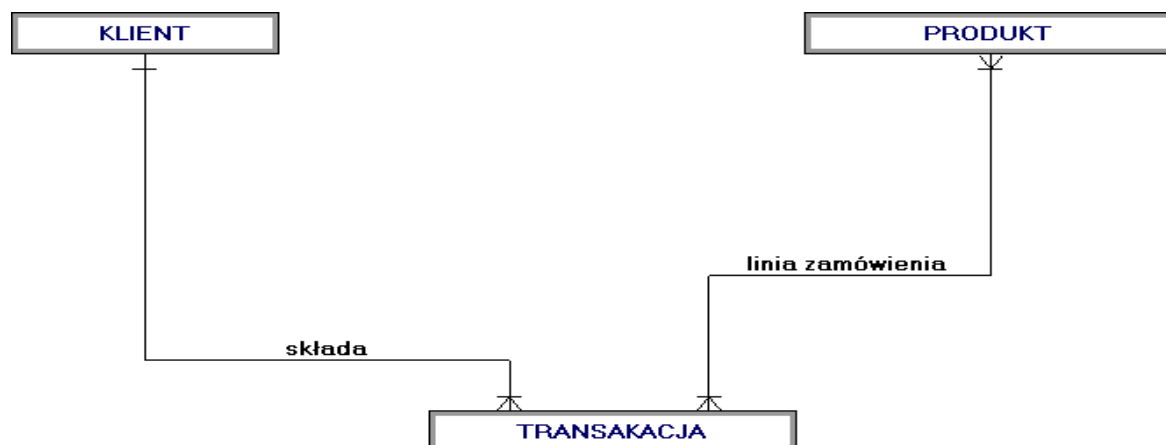 KLIENT
PRODUKT
linia zamówienia
składa
TRANSAKACJA